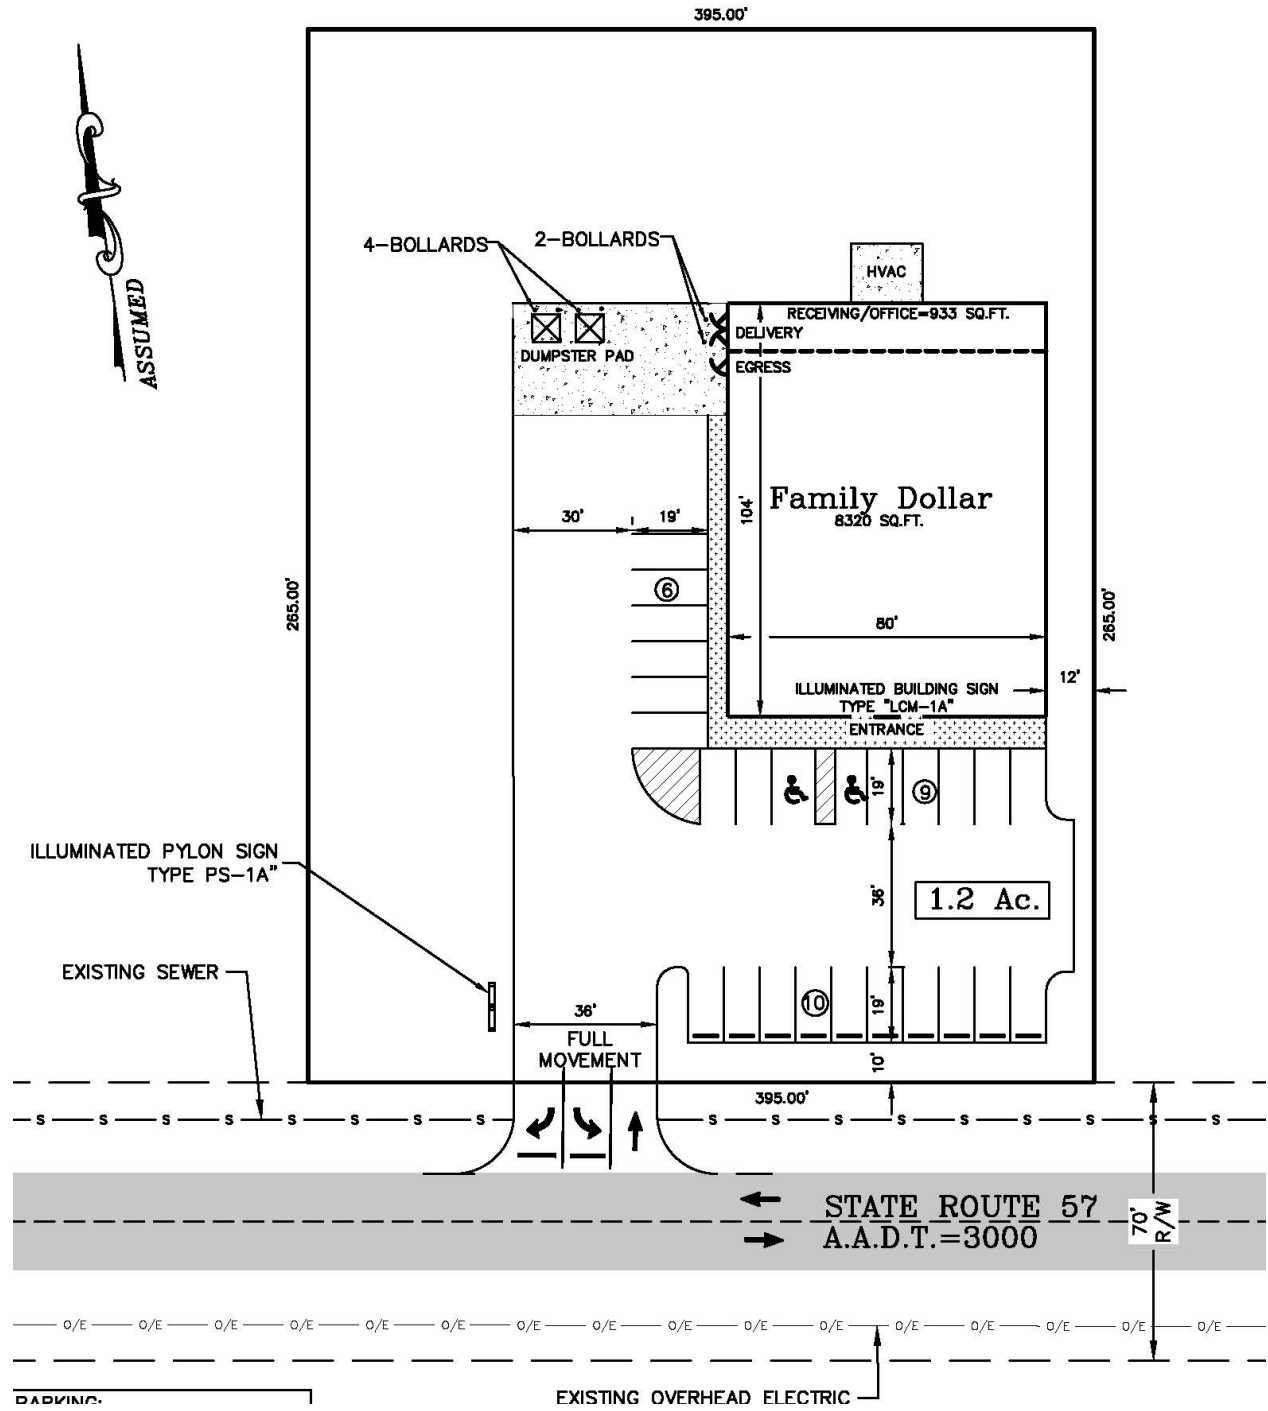 395.00'
4-BOLLARDS
2-BOLLARDS
HVAC
ASSUMED
RECEIVING/OFFICE=933 SQ.FT.
DELIVERY
DUMPSTER PAD
EGRESS
Family Dollar
8320 SQ.FT.
104'
30'
19'
6
265.00'
265.00'
80'
12'
ILLUMINATED BUILDING SIGN
TYPE "LCM-1A"
ENTRANCE
19'
9
ILLUMINATED PYLON SIGN
TYPE PS-1A"
36'
1.2 Ac.
EXISTING SEWER
10
19'
36'
FULL
MOVEMENT
10'
395.00'
S S S S S S S S S S S S S S S S S
STATE ROUTE 57
A.A.D.T.=3000
70'
R/W
O/E O/E O/E O/E O/E O/E O/E O/E O/E O/E O/E O/E O/E O/E O/E O/E
PARKING:
EXISTING OVERHEAD ELECTRIC